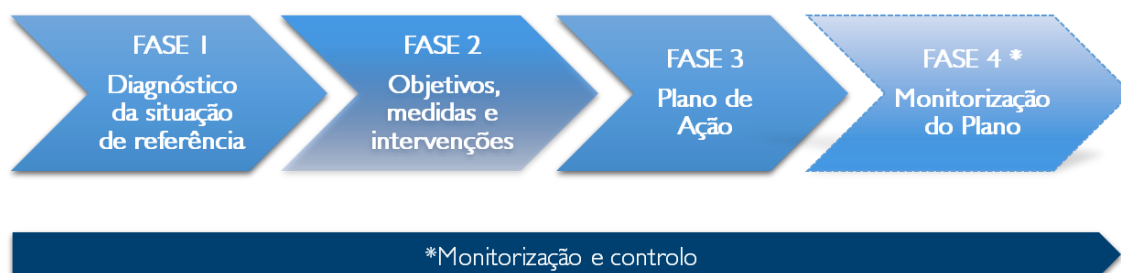 FASE 1
Diagnóstico
da situação
de referência
FASE 2
Objetivos,
medidas e
intervenções
FASE 3
Plano de
Ação
FASE 4 *
Monitorização
do Plano
*Monitorização e controlo